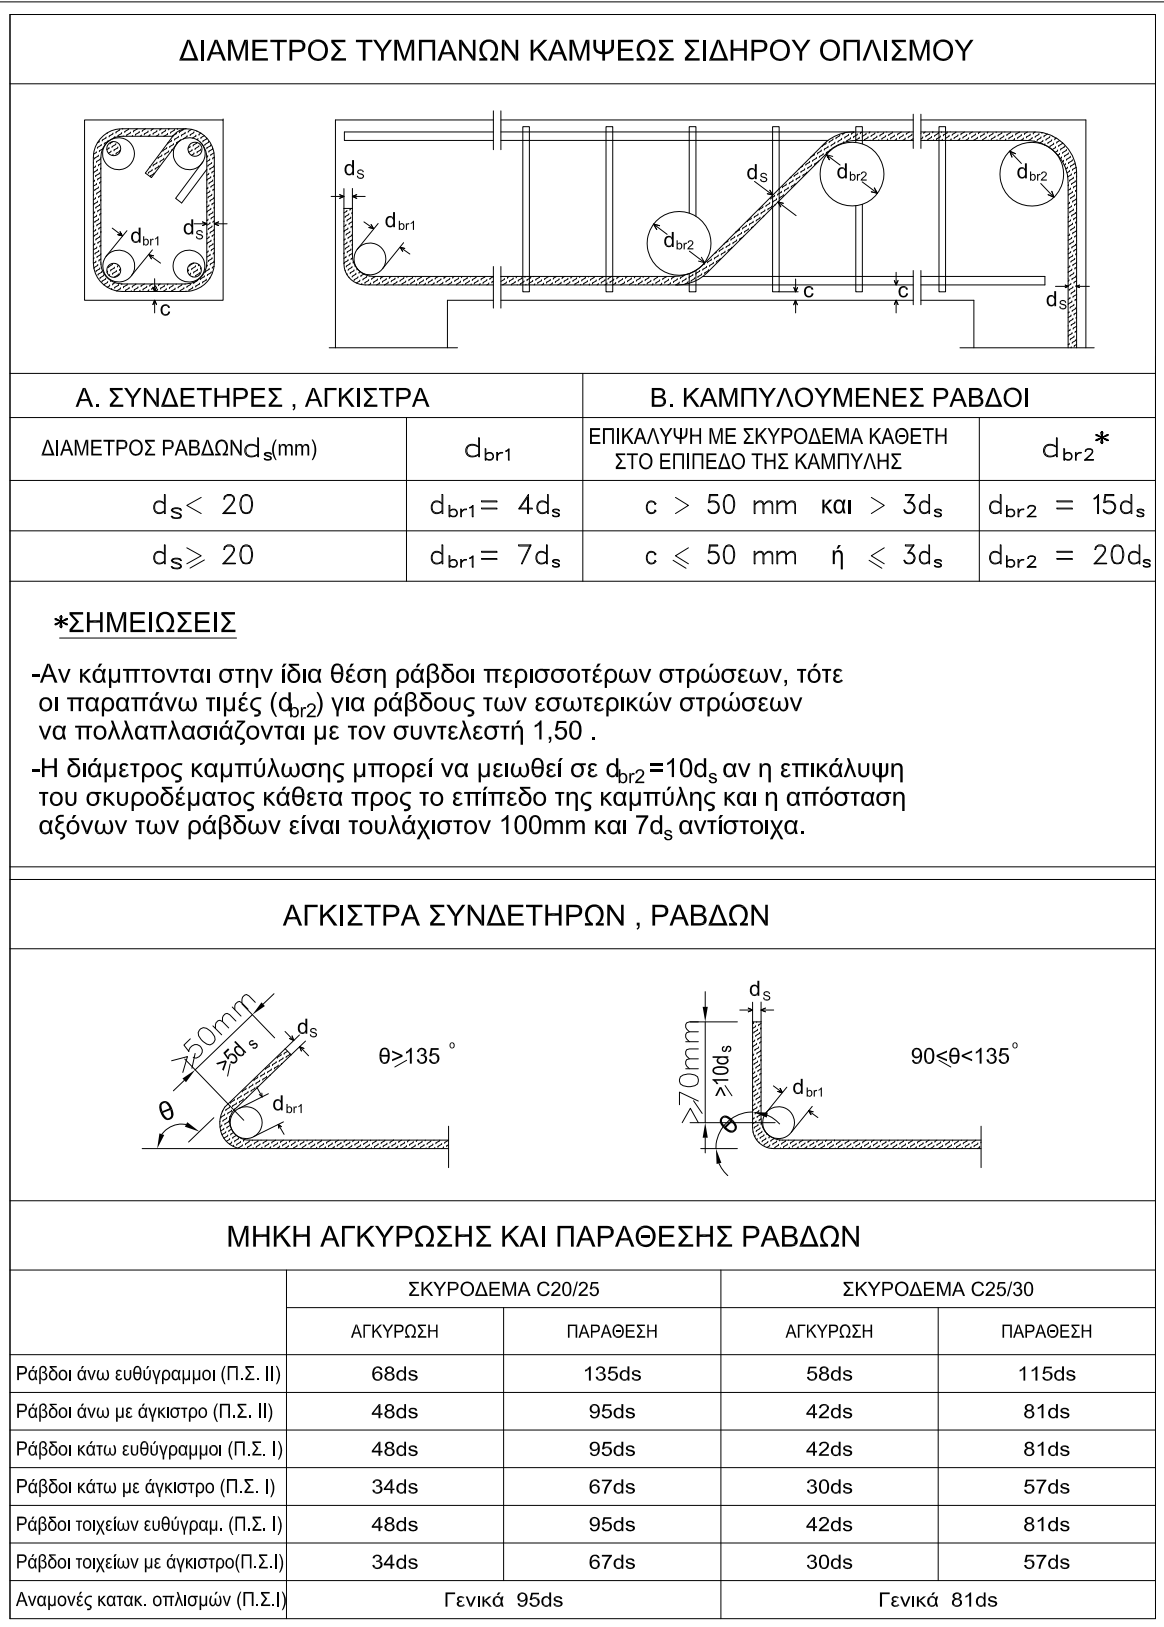 ΔΙΑΜΕΤΡΟΣ ΤΥΜΠΑΝΩΝ ΚΑΜΨΕΩΣ ΣΙΔΗΡΟΥ ΟΠΛΙΣΜΟΥ
dbr1
ds
c
ds
dbr1
dbr2
ds
dbr2
dbr2
c
c
ds
Α. ΣΥΝΔΕΤΗΡΕΣ , ΑΓΚΙΣΤΡΑ
Β. ΚΑΜΠΥΛΟΥΜΕΝΕΣ ΡΑΒΔΟΙ
ΔΙΑΜΕΤΡΟΣ ΡΑΒΔΩΝ ds(mm)
dbr1
ΕΠΙΚΑΛΥΨΗ ΜΕ ΣΚΥΡΟΔΕΜΑ ΚΑΘΕΤΗ
ΣΤΟ ΕΠΙΠΕΔΟ ΤΗΣ ΚΑΜΠΥΛΗΣ
dbr2*
ds< 20
dbr1= 4ds
c > 50 mm και > 3ds
dbr2 = 15ds
ds⩾ 20
dbr1= 7ds
c ⩽ 50 mm ή ⩽ 3ds
dbr2 = 20ds
*ΣΗΜΕΙΩΣΕΙΣ
-Αν κάμπτονται στην ίδια θέση ράβδοι περισσοτέρων στρώσεων, τότε
οι παραπάνω τιμές (dbr2) για ράβδους των εσωτερικών στρώσεων
να πολλαπλασιάζονται με τον συντελεστή 1,50 .
-Η διάμετρος καμπύλωσης μπορεί να μειωθεί σε dbr2=10ds αν η επικάλυψη
του σκυροδέματος κάθετα προς το επίπεδο της καμπύλης και η απόσταση
αξόνων των ράβδων είναι τουλάχιστον 100mm και 7ds αντίστοιχα.
ΑΓΚΙΣΤΡΑ ΣΥΝΔΕΤΗΡΩΝ , ΡΑΒΔΩΝ
⩾50mm
⩾5ds
ds
θ⩾135°
dbr1
θ
ds
⩾70mm
⩾10ds
90⩽θ<135°
dbr1
θ
ΜΗΚΗ ΑΓΚΥΡΩΣΗΣ ΚΑΙ ΠΑΡΑΘΕΣΗΣ ΡΑΒΔΩΝ
ΣΚΥΡΟΔΕΜΑ C20/25
ΣΚΥΡΟΔΕΜΑ C25/30
ΑΓΚΥΡΩΣΗ
ΠΑΡΑΘΕΣΗ
ΑΓΚΥΡΩΣΗ
ΠΑΡΑΘΕΣΗ
Ράβδοι άνω ευθύγραμμοι (Π.Σ. ΙΙ)
68ds
135ds
58ds
115ds
Ράβδοι άνω με άγκιστρο (Π.Σ. ΙΙ)
48ds
95ds
42ds
81ds
Ράβδοι κάτω ευθύγραμμοι (Π.Σ. Ι)
48ds
95ds
42ds
81ds
Ράβδοι κάτω με άγκιστρο (Π.Σ. Ι)
34ds
67ds
30ds
57ds
Ράβδοι τοιχείων ευθύγραμ. (Π.Σ. Ι)
48ds
95ds
42ds
81ds
Ράβδοι τοιχείων με άγκιστρο(Π.Σ.Ι)
34ds
67ds
30ds
57ds
Αναμονές κατακ. οπλισμών (Π.Σ.Ι)
Γενικά 95ds
Γενικά 81ds